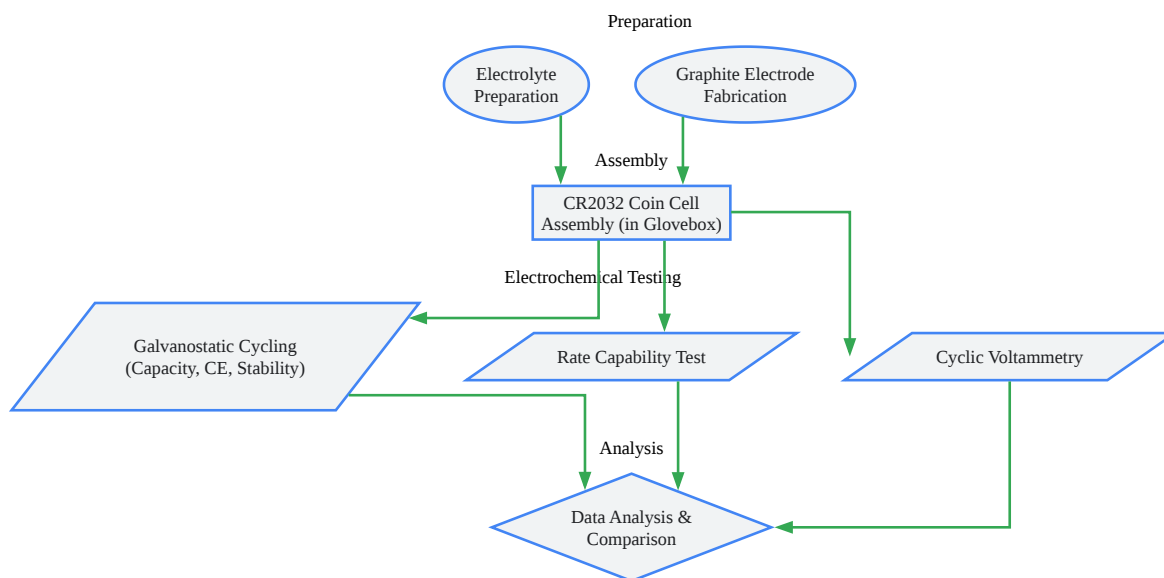 Preparation
Electrolyte
Preparation
Graphite Electrode
Fabrication
Assembly
CR2032 Coin Cell
Assembly (in Glovebox)
Electrochemical Testing
Galvanostatic Cycling
(Capacity, CE, Stability)
Rate Capability Test
Cyclic Voltammetry
Analysis
Data Analysis &
Comparison